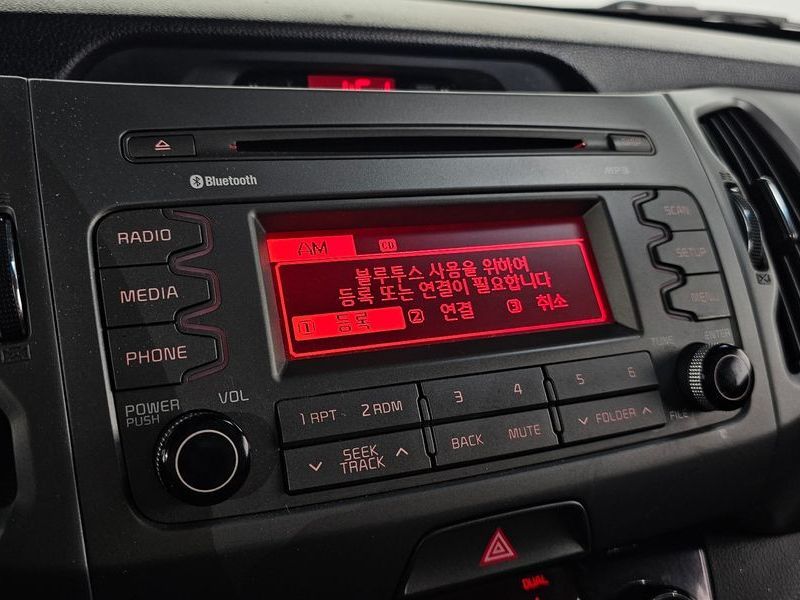 Bluetooth
MP3
RADIO
MEDIA
PHONE
AM CD
블루투스 사용을 위하여
등록 또는 연결이 필요합니다
1 등록 2 연결 3 취소
SCAN
SETUP
MENU
POWER
PUSH
VOL
1 RPT 2 RDM 3 4 5 6
SEEK
TRACK
BACK MUTE
FOLDER
TUNE
ENTER
FILE
DUAL